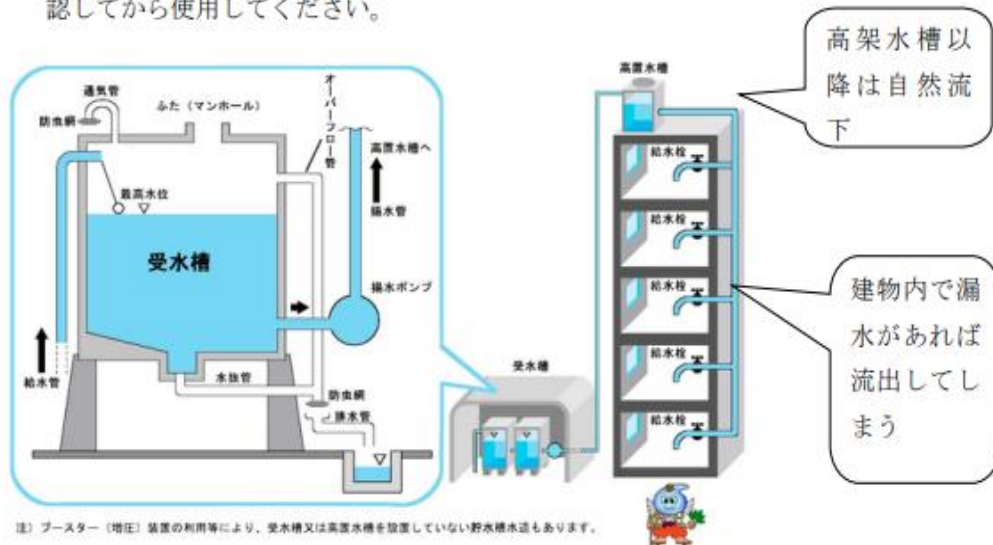 認してから使用してください。
高架水槽以
降は自然流
下
高置水槽
通気管
防虫網
ふた（マンホール）
オーバーフロー管
高置水槽へ
揚水管
最高水位
受水槽
揚水ポンプ
給水管
水抜管
防虫網
排水管
受水槽
給水栓
給水栓
給水栓
給水栓
給水栓
建物内で漏
水があれば
流出してし
まう
注）ブースター（増圧）装置の利用等により、受水槽又は高置水槽を設置していない貯水槽水道もあります。